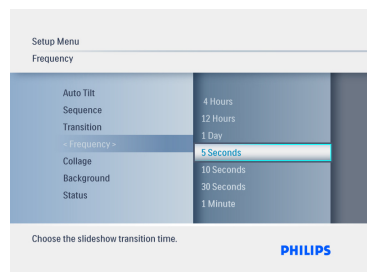 Setup Menu
Frequency
Auto Tilt
Sequence
Transition
< Frequency >
Collage
Background
Status
4 Hours
12 Hours
1 Day
5 Seconds
10 Seconds
30 Seconds
1 Minute
Choose the slideshow transition time.
PHILIPS